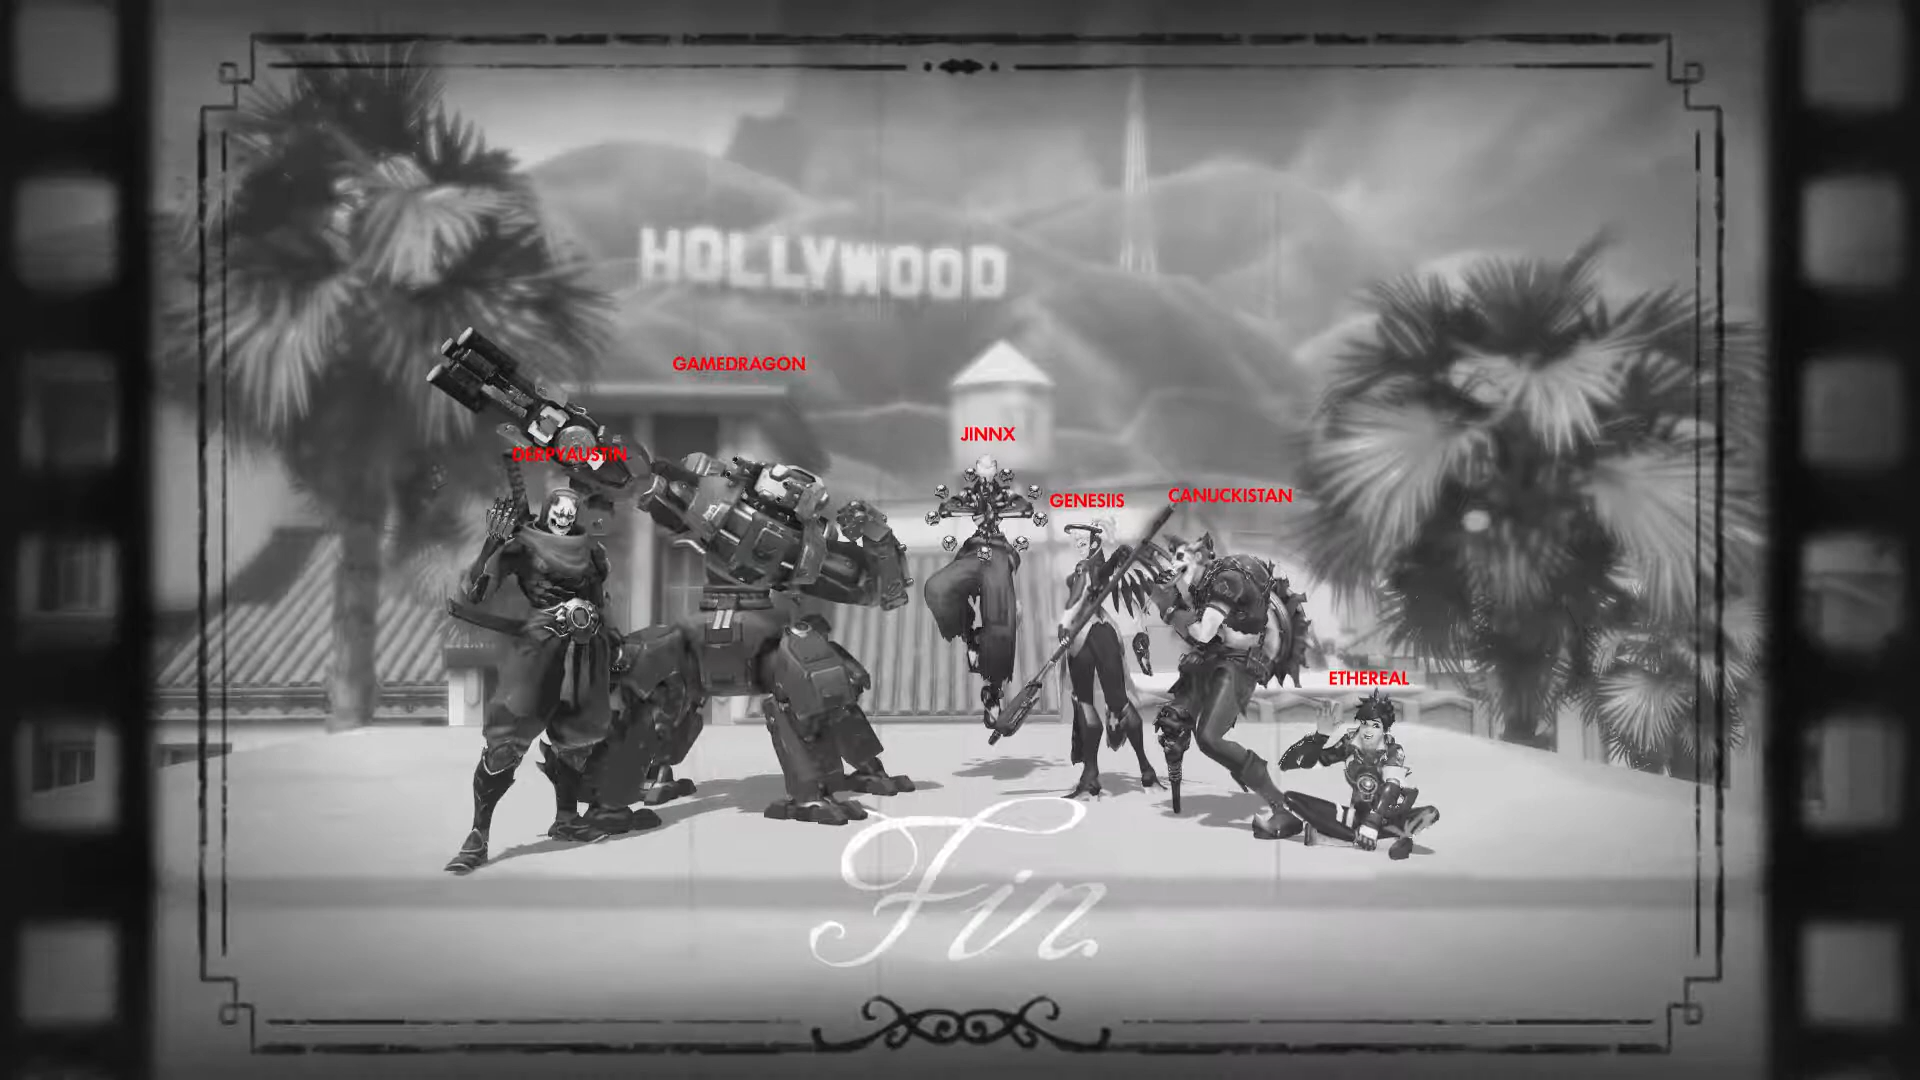 HOLLYWOOD
GAMEDRAGON
DERPYAUSTIN
JINNX
GENESIIS
CANUCKISTAN
ETHEREAL
Fin.